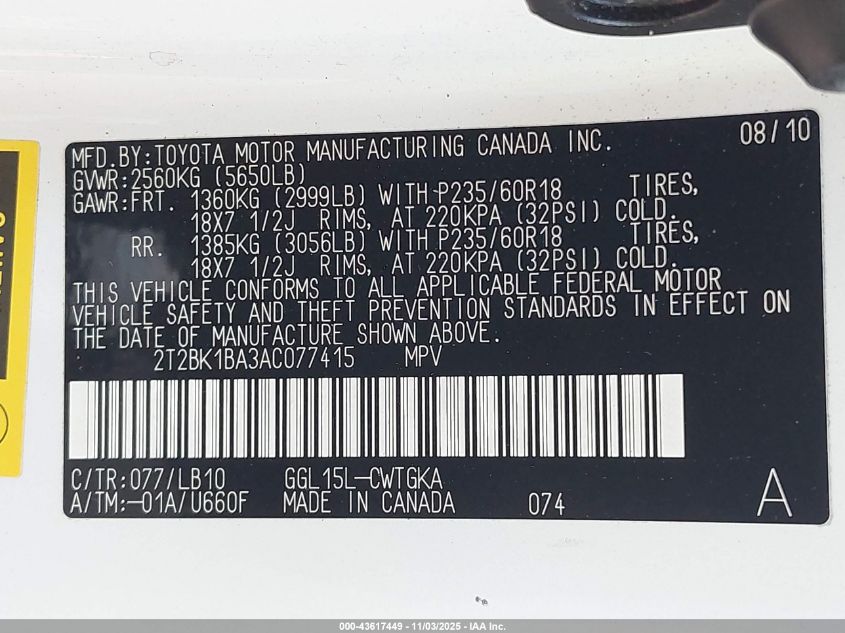 MFD.BY:TOYOTA MOTOR MANUFACTURING CANADA INC. 08/10
GVWR:2560KG (5650LB)
GAWR:FRT. 1360KG (2999LB) WITH P235/60R18 TIRES,
18X7 1/2J RIMS, AT 220KPA (32PSI) COLD.
RR. 1385KG (3056LB) WITH P235/60R18 TIRES,
18X7 1/2J RIMS, AT 220KPA (32PSI) COLD.
THIS VEHICLE CONFORMS TO ALL APPLICABLE FEDERAL MOTOR
VEHICLE SAFETY AND THEFT PREVENTION STANDARDS IN EFFECT ON
THE DATE OF MANUFACTURE SHOWN ABOVE.
2T2BK1BA3AC077415 MPV
C/TR:077/LB10 GGL15L-CWTGKA
A/TM:-01A/U660F MADE IN CANADA 074 A
000-43617449 - 11/03/2025 - IAA Inc.